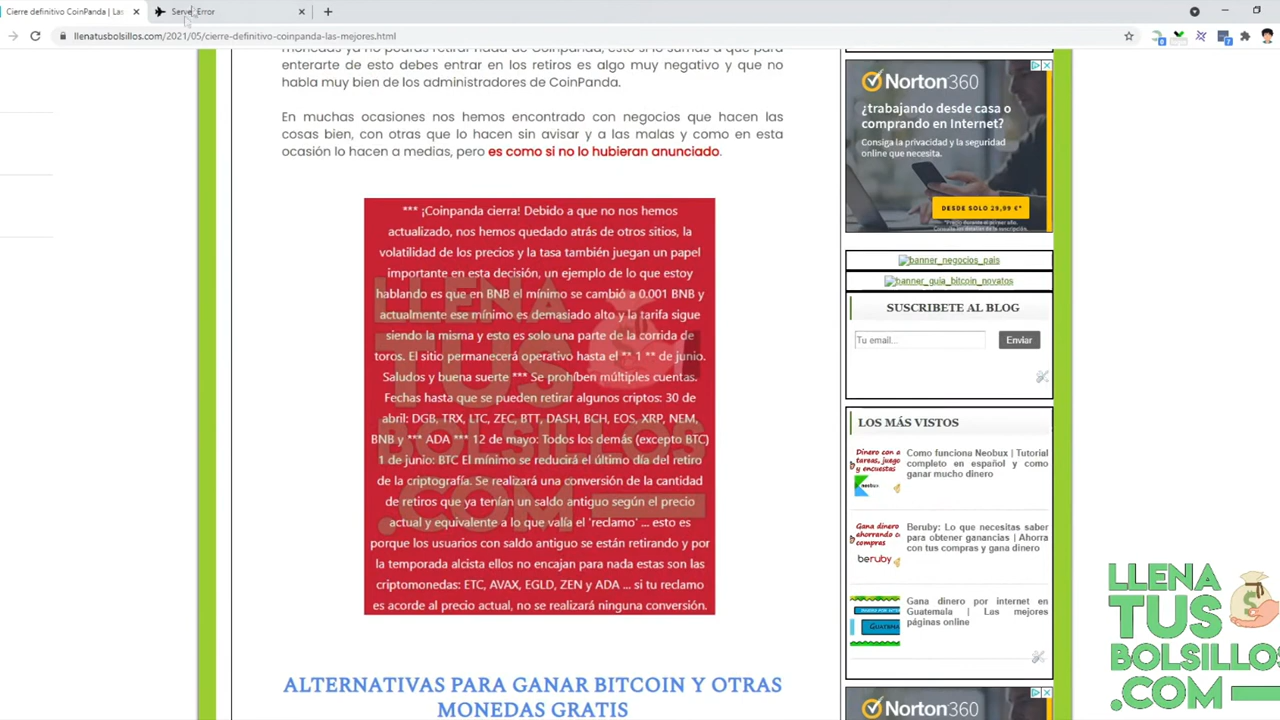 Cierre definitivo CoinPanda | Las
Server Error
llenatusbolsillos.com/2021/05/cierre-definitivo-coinpanda-las-mejores.html
monedas ya no podrás retirar nada de Coinpanda, esto si lo sumas a que para
enterarte de esto debes entrar en los retiros es algo muy negativo y que no
habla muy bien de los administradores de CoinPanda.
En muchas ocasiones nos hemos encontrado con negocios que hacen las
cosas bien, con otras que lo hacen sin avisar y a las malas y como en esta
ocasión lo hacen a medias, pero es como si no lo hubieran anunciado.
*** ¡Coinpanda cierra! Debido a que no nos hemos
actualizado, nos hemos quedado atrás de otros sitios, la
volatilidad de los precios y la tasa también juegan un papel
importante en esta decisión, un ejemplo de lo que estoy
hablando es que en BNB el mínimo se cambió a 0.001 BNB y
actualmente ese mínimo es demasiado alto y la tarifa sigue
siendo la misma y esto es solo una parte de la corrida de
toros. El sitio permanecerá operativo hasta el ** 1 ** de junio.
Saludos y buena suerte *** Se prohíben múltiples cuentas.
Fechas hasta que se pueden retirar algunos criptos: 30 de
abril: DGB, TRX, LTC, ZEC, BTT, DASH, BCH, EOS, XRP, NEM,
BNB y *** ADA *** 12 de mayo: Todos los demás (excepto BTC)
1 de junio: BTC El mínimo se reducirá el último día del retiro
de la criptografía. Se realizará una conversión de la cantidad
de retiros que ya tenían un saldo antiguo según el precio
actual y equivalente a lo que valía el 'reclamo' ... esto es
porque los usuarios con saldo antiguo se están retirando y por
la temporada alcista ellos no encajan para nada estas son las
criptomonedas: ETC, AVAX, EGLD, ZEN y ADA ... si tu reclamo
es acorde al precio actual, no se realizará ninguna conversión.
LLENA
TUS
BOLSILLOS
.COM
ALTERNATIVAS PARA GANAR BITCOIN Y OTRAS
MONEDAS GRATIS
Norton360
¿trabajando desde casa o
comprando en Internet?
Consiga la privacidad y la seguridad
online que necesita.
DESDE SOLO 29,99 €*
banner_negocios_pais
banner_guia_bitcoin_novatos
SUSCRIBETE AL BLOG
Tu email...
Enviar
LOS MÁS VISTOS
Dinero con
tareas, jueg
y encuestas
neobux
Como funciona Neobux | Tutorial
completo en español y como
ganar mucho dinero
Gana dinero
ahorrando c
compras
beruby
Beruby: Lo que necesitas saber
para obtener ganancias | Ahorra
con tus compras y gana dinero
Gana dinero por internet en
Guatemala | Las mejores
páginas online
Norton360
LLENA
TUS
BOLSILLOS
.COM